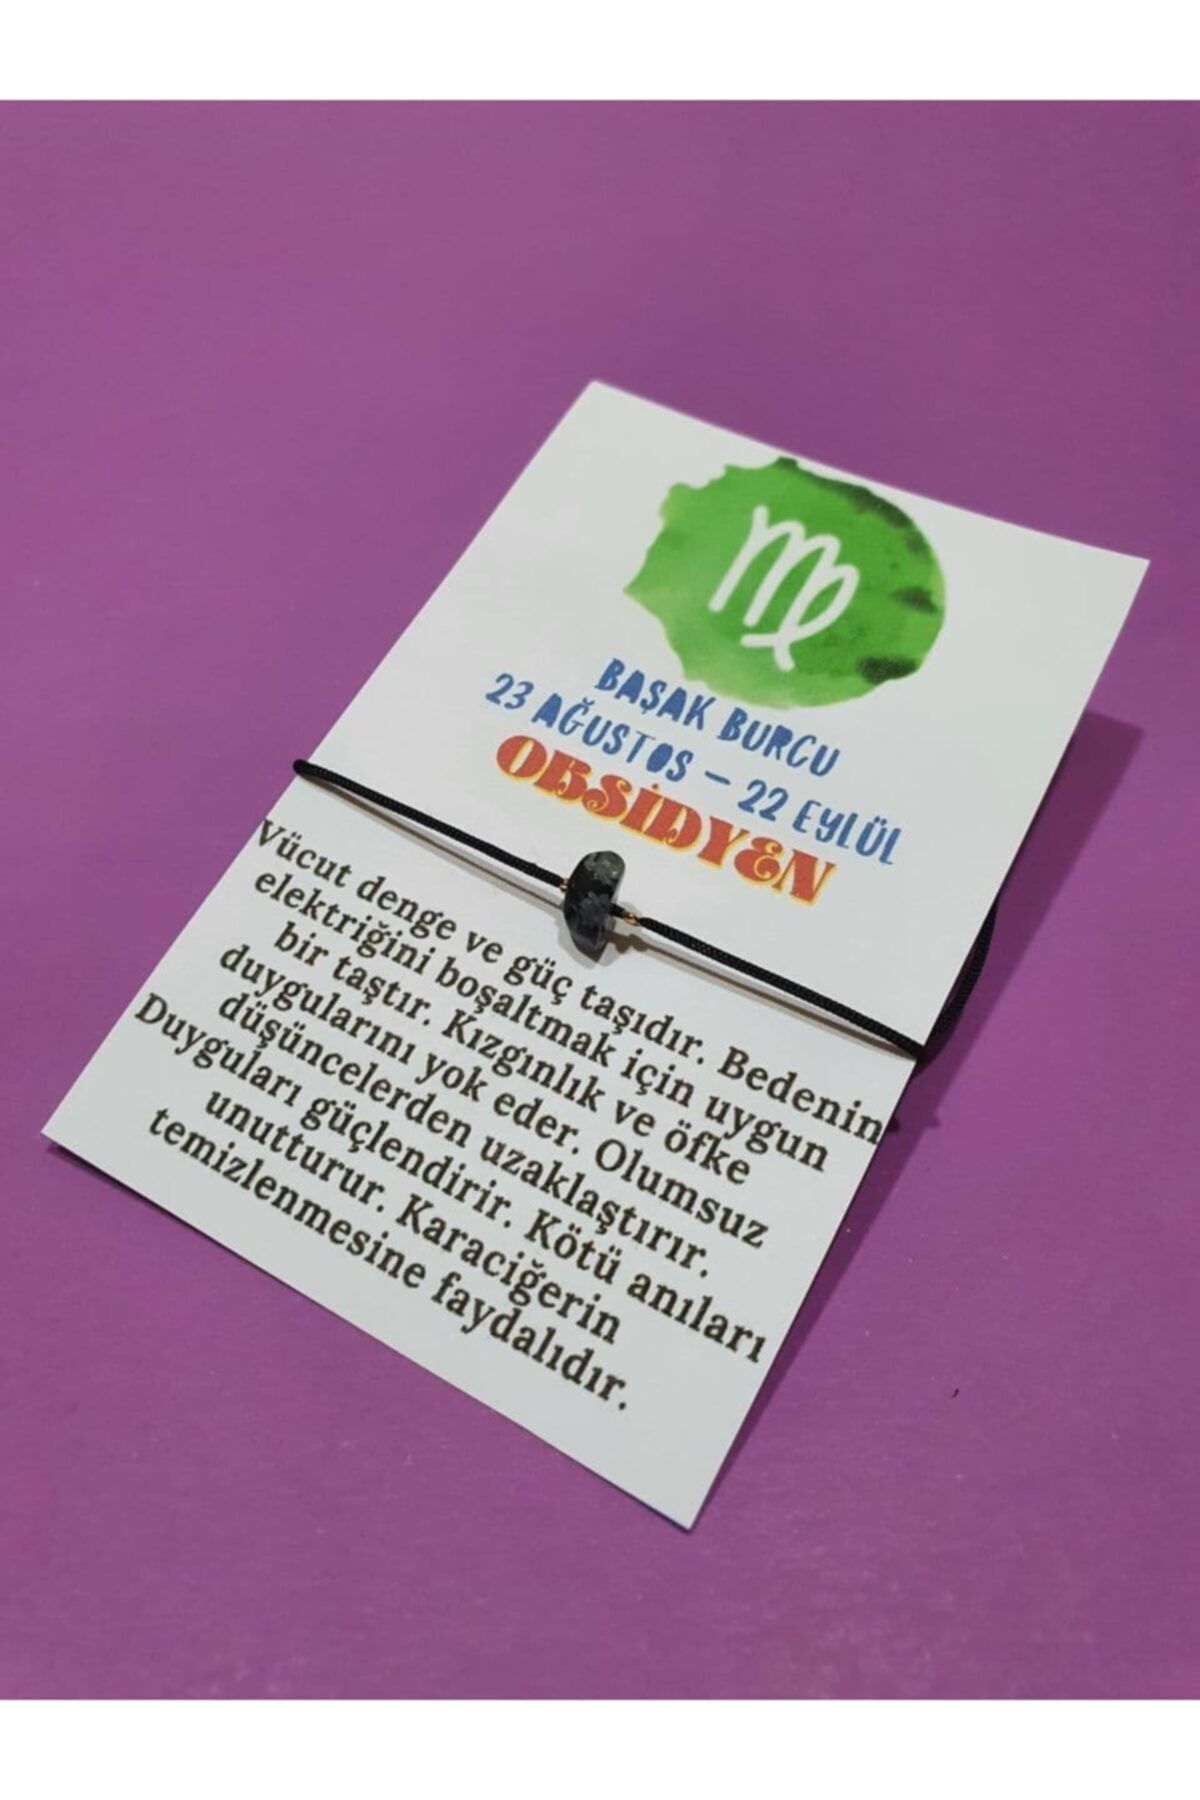 BAŞAK BURCU
23 AĞUSTOS – 22 EYLÜL
OBSİDYEN
Vücut denge ve güç taşıdır. Bedenin
elektriğini boşaltmak için uygun
bir taştır. Kızgınlık ve öfke
duygularını yok eder. Olumsuz
düşüncelerden uzaklaştırır.
Duyguları güçlendirir. Kötü anıları
unutturur. Karaciğerin
temizlenmesine faydalıdır.